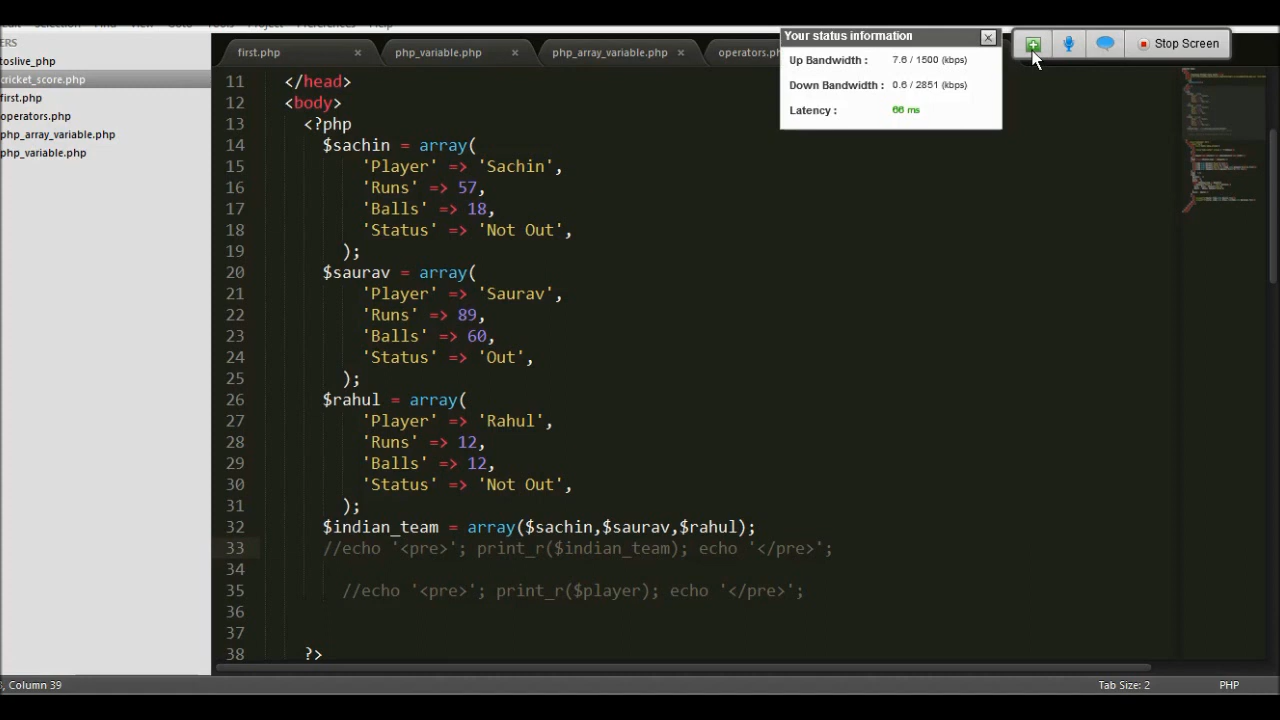 Your status information
Up Bandwidth : 7.6 / 1500 (kbps)
Down Bandwidth : 0.6 / 2851 (kbps)
Latency : 66 ms
Stop Screen
first.php × php_variable.php × php_array_variable.php × operators.ph
ERS
toslive_php
cricket_score.php
first.php
operators.php
php_array_variable.php
php_variable.php
11 </head>
12 <body>
13 <?php
14 $sachin = array(
15 'Player' => 'Sachin',
16 'Runs' => 57,
17 'Balls' => 18,
18 'Status' => 'Not Out',
19 );
20 $saurav = array(
21 'Player' => 'Saurav',
22 'Runs' => 89,
23 'Balls' => 60,
24 'Status' => 'Out',
25 );
26 $rahul = array(
27 'Player' => 'Rahul',
28 'Runs' => 12,
29 'Balls' => 12,
30 'Status' => 'Not Out',
31 );
32 $indian_team = array($sachin,$saurav,$rahul);
33 //echo '<pre>'; print_r($indian_team); echo '</pre>';
34
35 //echo '<pre>'; print_r($player); echo '</pre>';
36
37
38 ?>
, Column 39
Tab Size: 2
PHP